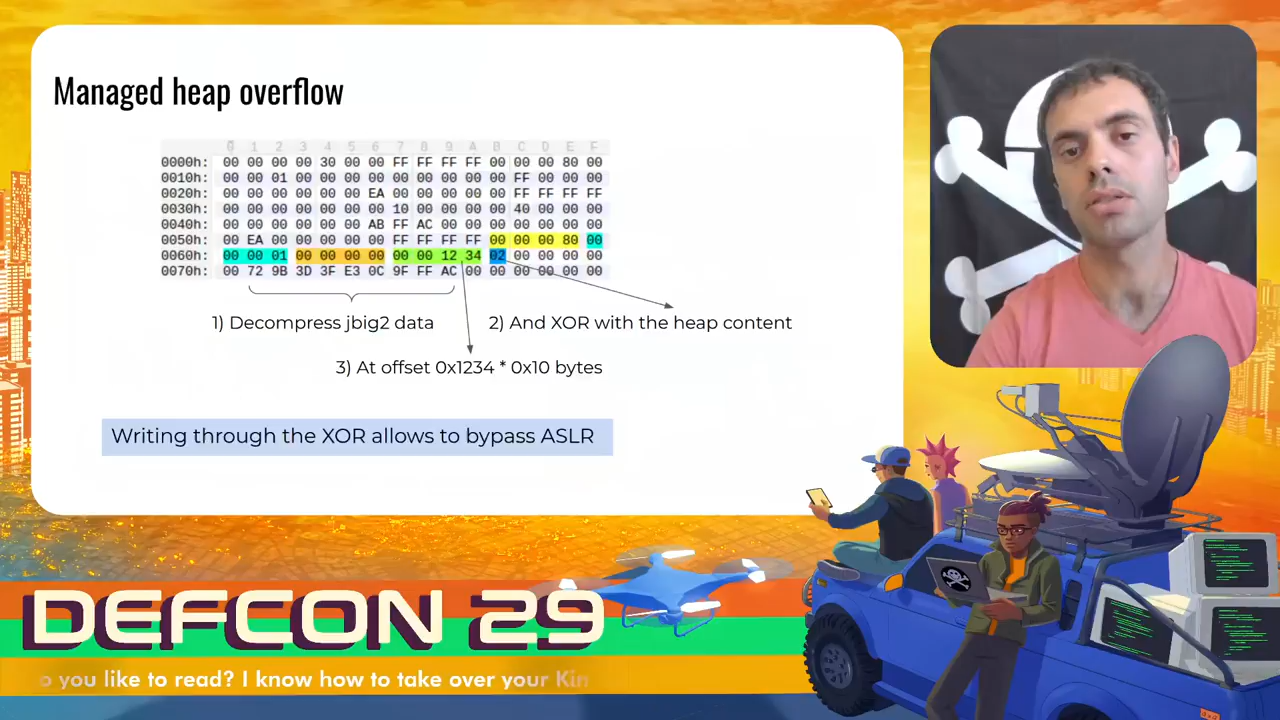 Managed heap overflow
0 1 2 3 4 5 6 7 8 9 A B C D E F
0000h: 00 00 00 00 30 00 00 FF FF FF FF 00 00 00 80 00
0010h: 00 00 01 00 00 00 00 00 00 00 00 00 FF 00 00 00
0020h: 00 00 00 00 00 00 EA 00 00 00 00 00 FF FF FF FF
0030h: 00 00 00 00 00 00 00 10 00 00 00 00 40 00 00 00
0040h: 00 00 00 00 00 00 AB FF AC 00 00 00 00 00 00 00
0050h: 00 EA 00 00 00 00 00 FF FF FF FF 00 00 00 80 00
0060h: 00 00 01 00 00 00 00 00 00 12 34 02 00 00 00 00
0070h: 00 72 9B 3D 3F E3 0C 9F FF AC 00 00 00 00 00 00
1) Decompress jbig2 data
2) And XOR with the heap content
3) At offset 0x1234 * 0x10 bytes
Writing through the XOR allows to bypass ASLR
DEFCON 29
o you like to read? I know how to take over your Kin